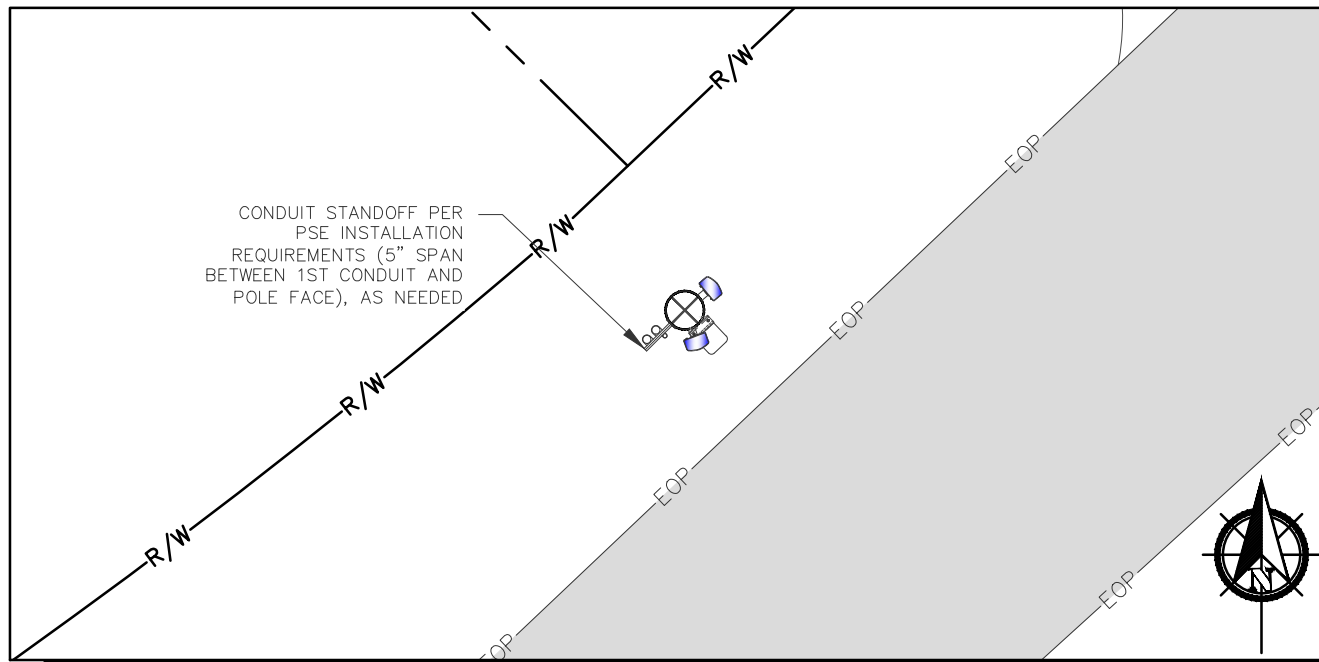 R/W
EOP
CONDUIT STANDOFF PER
PSE INSTALLATION
REQUIREMENTS (5” SPAN
BETWEEN 1ST CONDUIT AND
POLE FACE), AS NEEDED
R/W
EOP
R/W
EOP
EOP
R/W
EOP
N
EOP